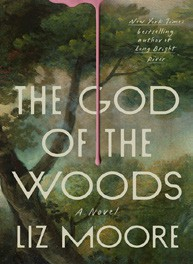 New York Times
bestselling
author of
Long Bright
River
THE GOD
OF THE
WOODS
A Novel
LIZ MOORE